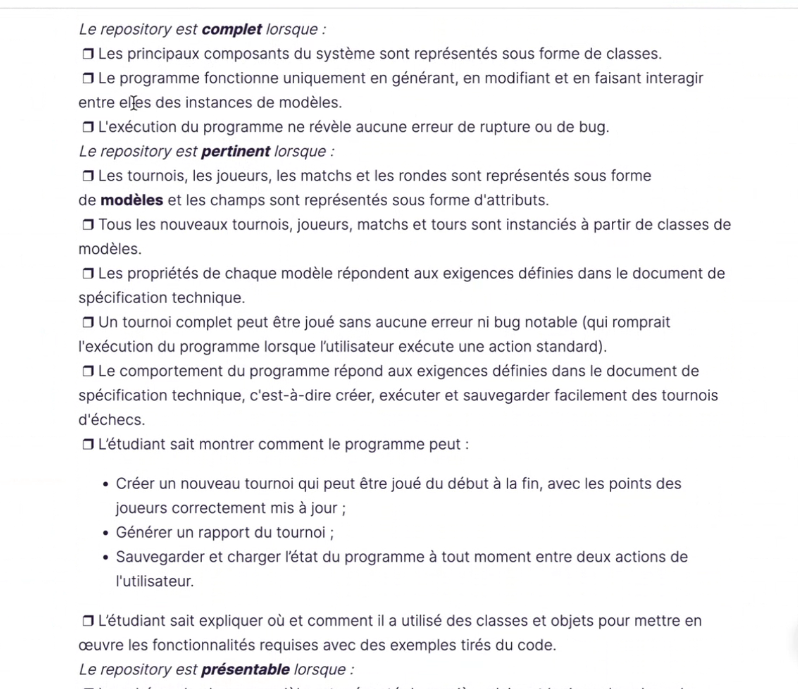 Le repository est complet lorsque :
❒ Les principaux composants du système sont représentés sous forme de classes.
❒ Le programme fonctionne uniquement en générant, en modifiant et en faisant interagir
entre elles des instances de modèles.
❒ L'exécution du programme ne révèle aucune erreur de rupture ou de bug.
Le repository est pertinent lorsque :
❒ Les tournois, les joueurs, les matchs et les rondes sont représentés sous forme
de modèles et les champs sont représentés sous forme d'attributs.
❒ Tous les nouveaux tournois, joueurs, matchs et tours sont instanciés à partir de classes de
modèles.
❒ Les propriétés de chaque modèle répondent aux exigences définies dans le document de
spécification technique.
❒ Un tournoi complet peut être joué sans aucune erreur ni bug notable (qui romprait
l'exécution du programme lorsque l’utilisateur exécute une action standard).
❒ Le comportement du programme répond aux exigences définies dans le document de
spécification technique, c'est-à-dire créer, exécuter et sauvegarder facilement des tournois
d'échecs.
❒ L’étudiant sait montrer comment le programme peut :
• Créer un nouveau tournoi qui peut être joué du début à la fin, avec les points des
joueurs correctement mis à jour ;
• Générer un rapport du tournoi ;
• Sauvegarder et charger l’état du programme à tout moment entre deux actions de
l'utilisateur.
❒ L’étudiant sait expliquer où et comment il a utilisé des classes et objets pour mettre en
œuvre les fonctionnalités requises avec des exemples tirés du code.
Le repository est présentable lorsque :